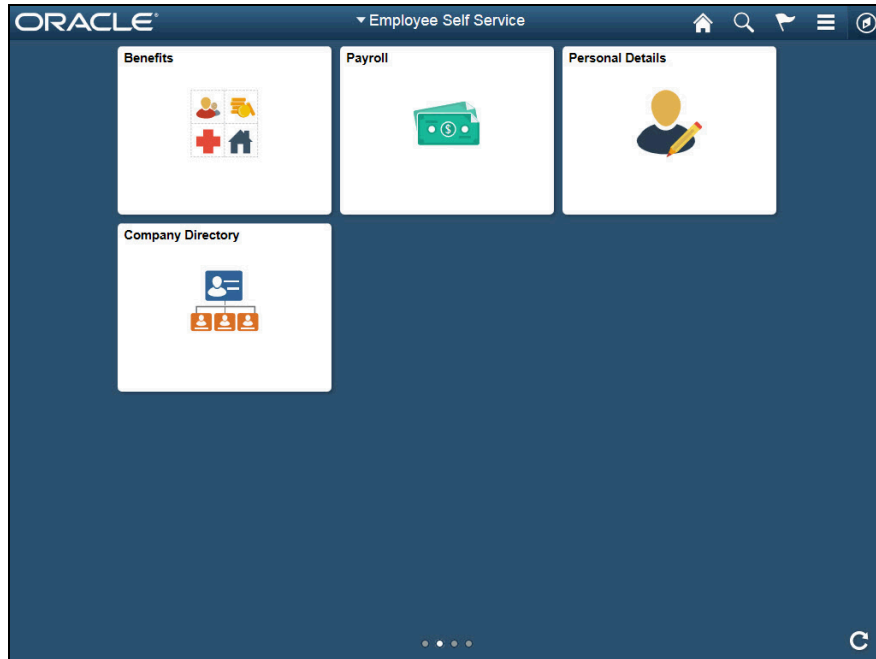 ORACLE®
Employee Self Service
Benefits
Payroll
Personal Details
Company Directory